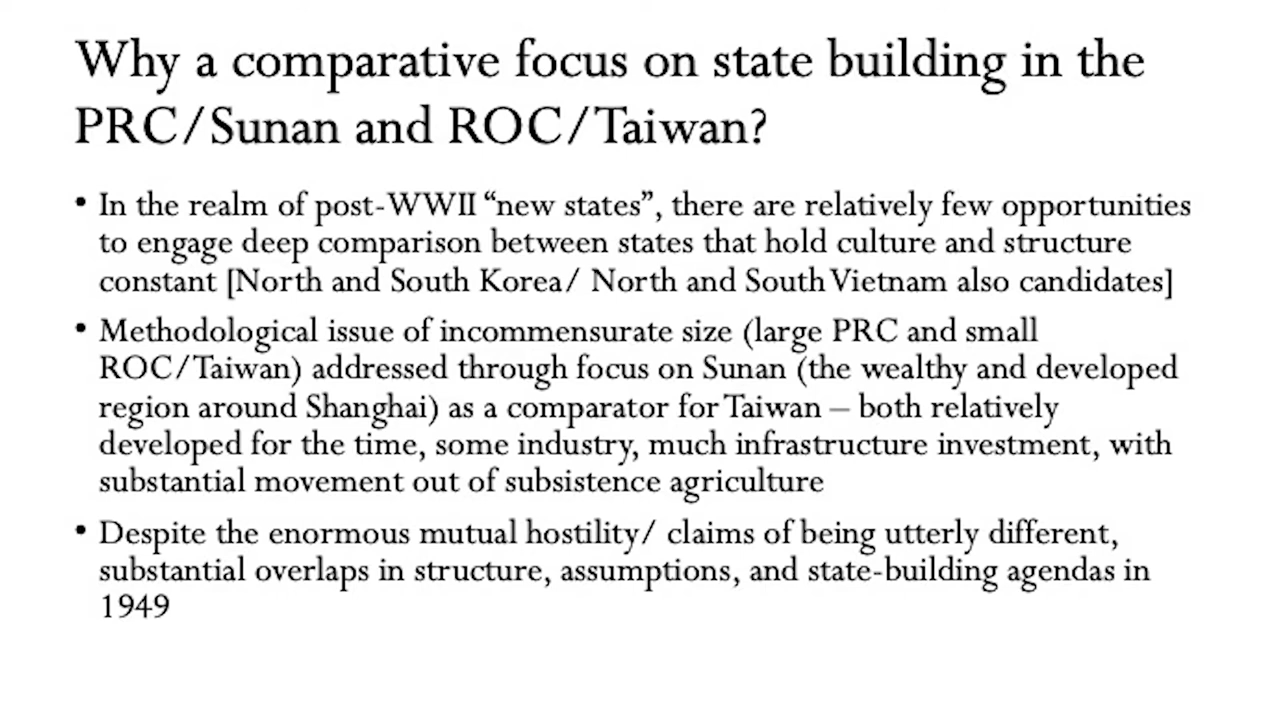 Why a comparative focus on state building in the
PRC/Sunan and ROC/Taiwan?
• In the realm of post-WWII “new states”, there are relatively few opportunities
to engage deep comparison between states that hold culture and structure
constant [North and South Korea/ North and South Vietnam also candidates]
• Methodological issue of incommensurate size (large PRC and small
ROC/Taiwan) addressed through focus on Sunan (the wealthy and developed
region around Shanghai) as a comparator for Taiwan – both relatively
developed for the time, some industry, much infrastructure investment, with
substantial movement out of subsistence agriculture
• Despite the enormous mutual hostility/ claims of being utterly different,
substantial overlaps in structure, assumptions, and state-building agendas in
1949